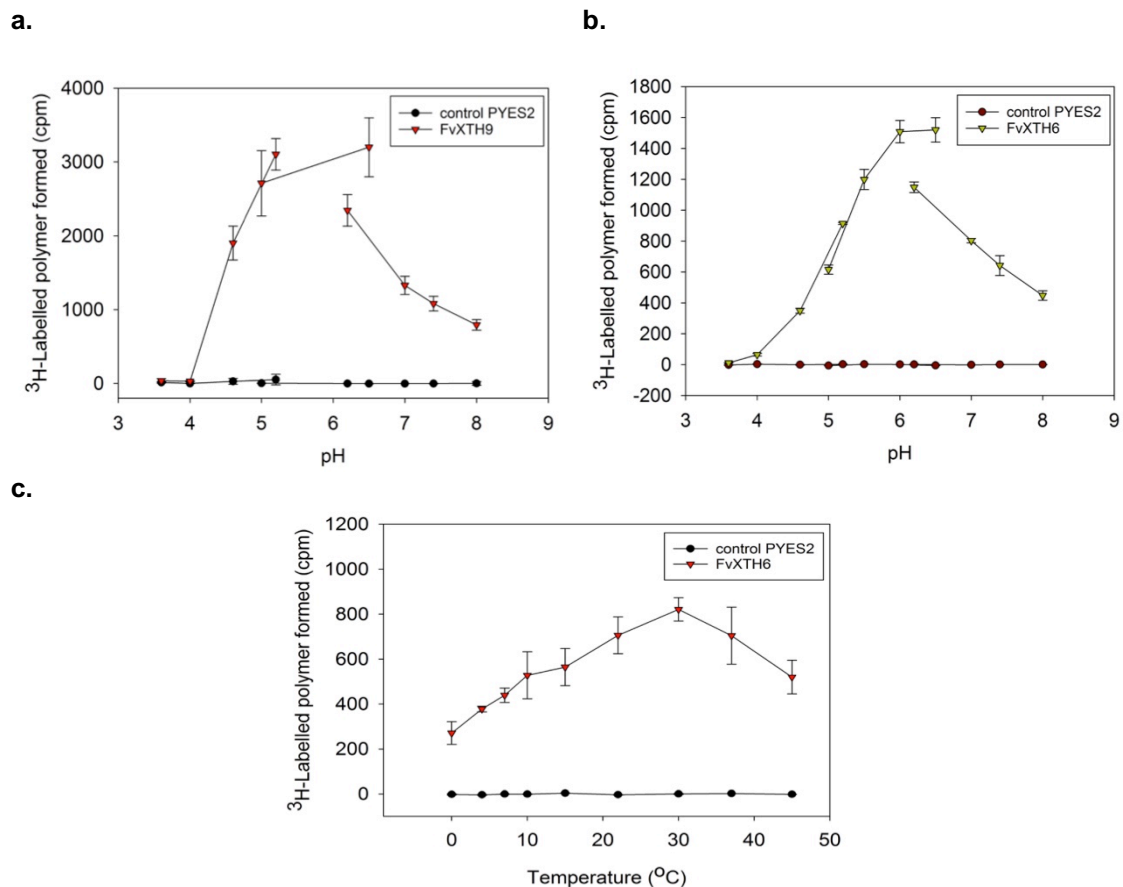 a.
b.
4000
3000
2000
1000
0
3 4 5 6 7 8 9
pH
³H-Labelled polymer formed (cpm)
control PYES2
FvXTH9
1800
1600
1400
1200
1000
800
600
400
200
0
-200
3 4 5 6 7 8 9
pH
³H-Labelled polymer formed (cpm)
control PYES2
FvXTH6
c.
1200
1000
800
600
400
200
0
0 10 20 30 40 50
Temperature (OC)
³H-Labelled polymer formed (cpm)
control PYES2
FvXTH6